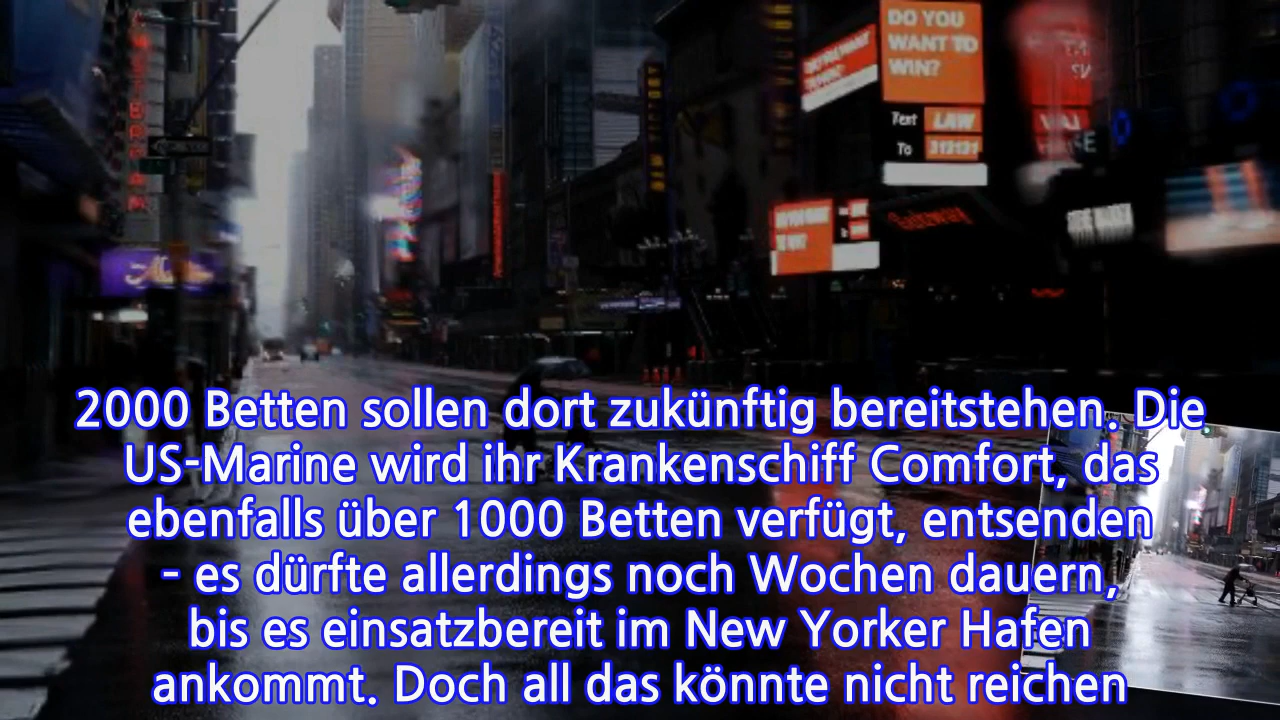 DO YOU
WANT TO
WIN?
Text LAW
To 313131
2000 Betten sollen dort zukünftig bereitstehen. Die
US-Marine wird ihr Krankenschiff Comfort, das
ebenfalls über 1000 Betten verfügt, entsenden
- es dürfte allerdings noch Wochen dauern,
bis es einsatzbereit im New Yorker Hafen
ankommt. Doch all das könnte nicht reichen